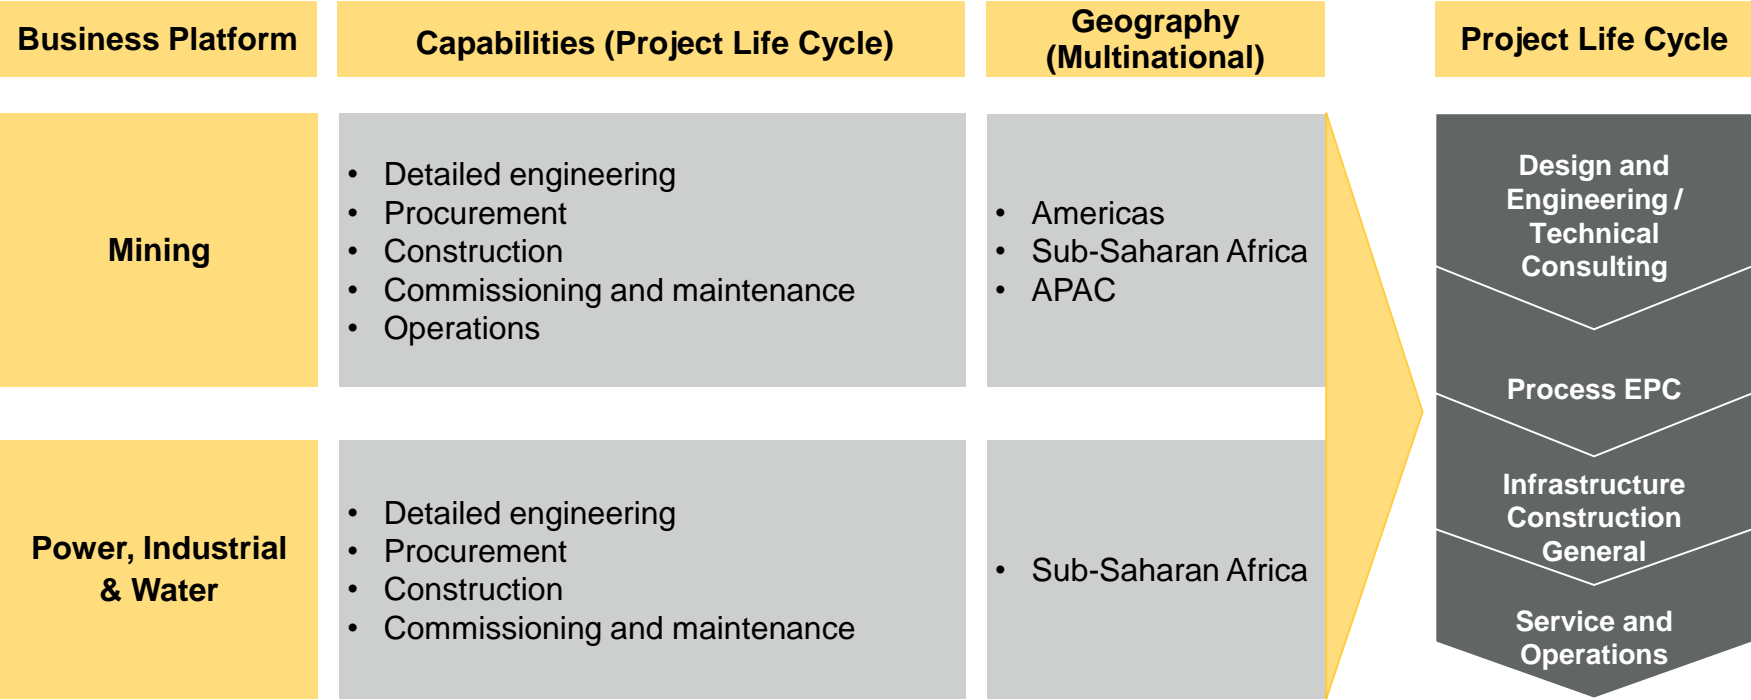 Business Platform
Capabilities (Project Life Cycle)
Geography
(Multinational)
Project Life Cycle
Mining
• Detailed engineering
• Procurement
• Construction
• Commissioning and maintenance
• Operations
• Americas
• Sub-Saharan Africa
• APAC
Power, Industrial
& Water
• Detailed engineering
• Procurement
• Construction
• Commissioning and maintenance
• Sub-Saharan Africa
Design and
Engineering /
Technical
Consulting
Process EPC
Infrastructure
Construction
General
Service and
Operations